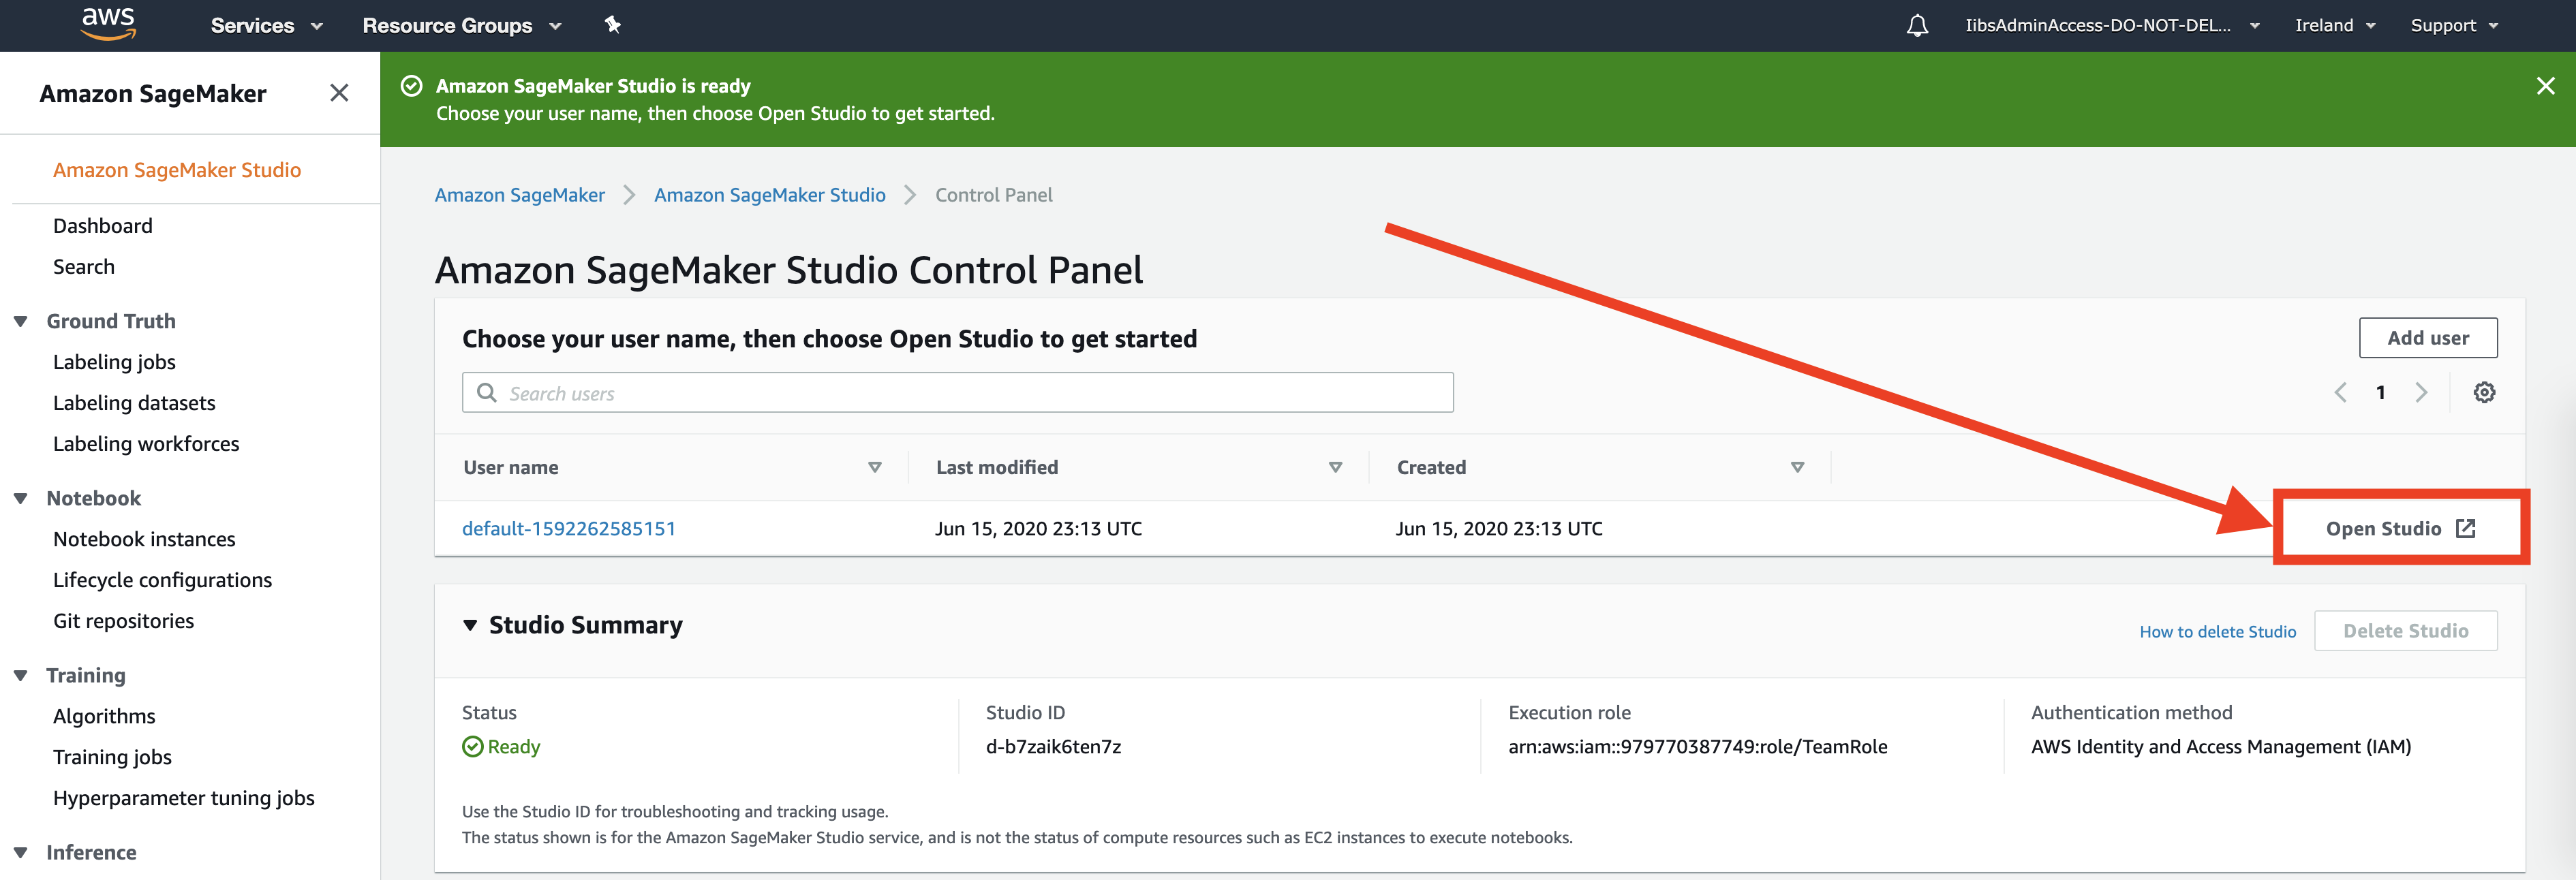 aws Services Resource Groups IibsAdminAccess-DO-NOT-DEL... Ireland Support
Amazon SageMaker
Amazon SageMaker Studio
Dashboard
Search
Ground Truth
Labeling jobs
Labeling datasets
Labeling workforces
Notebook
Notebook instances
Lifecycle configurations
Git repositories
Training
Algorithms
Training jobs
Hyperparameter tuning jobs
Inference
Amazon SageMaker Studio is ready
Choose your user name, then choose Open Studio to get started.
Amazon SageMaker Amazon SageMaker Studio Control Panel
Amazon SageMaker Studio Control Panel
Choose your user name, then choose Open Studio to get started
Add user
Search users
1
User name Last modified Created
default-1592262585151 Jun 15, 2020 23:13 UTC Jun 15, 2020 23:13 UTC Open Studio
Studio Summary
How to delete Studio Delete Studio
Status Studio ID Execution role Authentication method
Ready d-b7zaik6ten7z arn:aws:iam::979770387749:role/TeamRole AWS Identity and Access Management (IAM)
Use the Studio ID for troubleshooting and tracking usage.
The status shown is for the Amazon SageMaker Studio service, and is not the status of compute resources such as EC2 instances to execute notebooks.